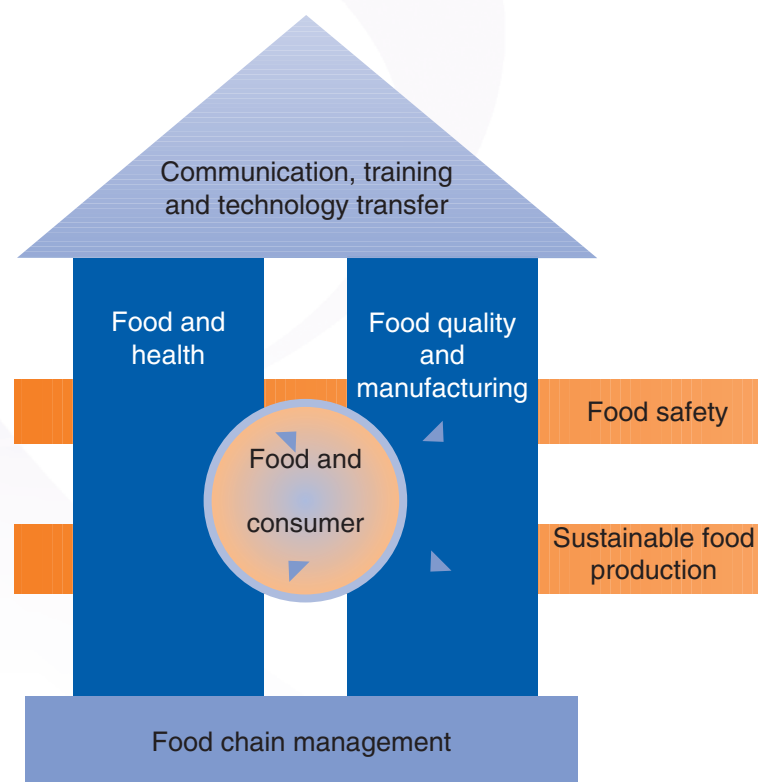 Communication, training
and technology transfer
Food and
health
Food quality
and
manufacturing
Food safety
Food and
consumer
Sustainable food
production
Food chain management